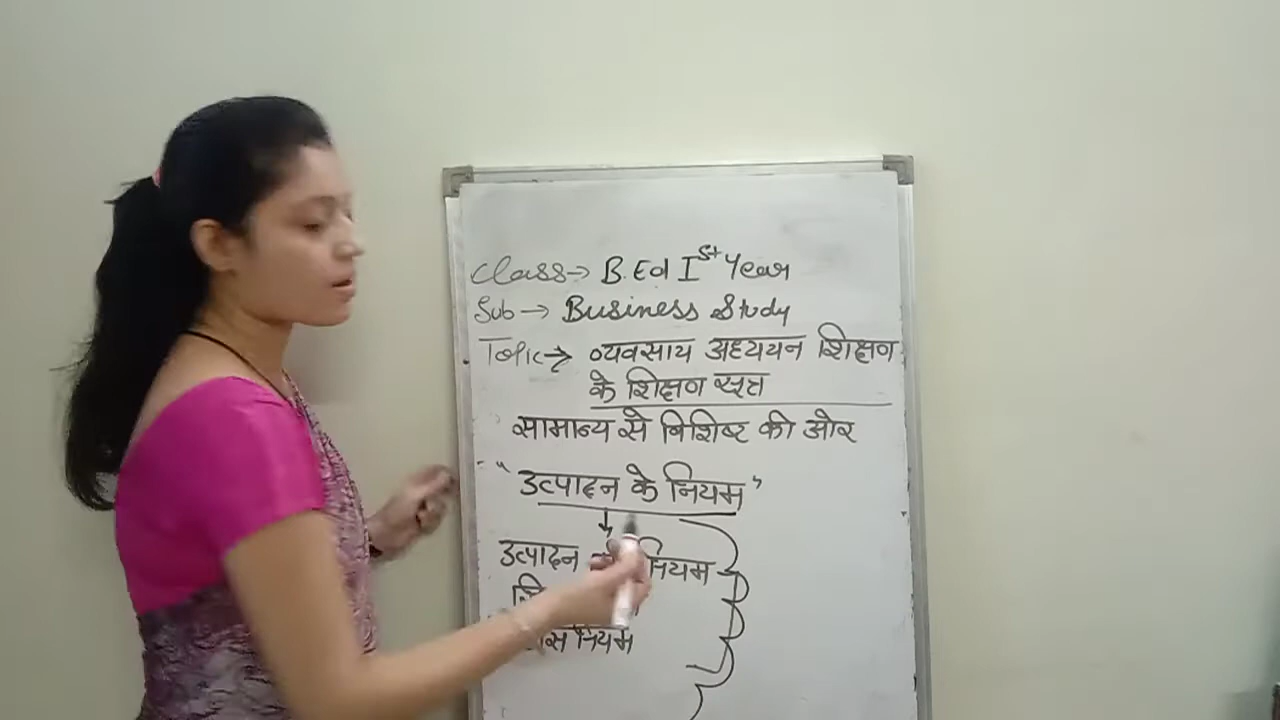 Class→ B.Ed Ist Year
Sub → Business Study
Topic→ व्यवसाय अध्ययन शिक्षण
के शिक्षण सूत्र
सामान्य से विशिष्ट की ओर
"उत्पादन के नियम"
↓
उत्पादन नियम
नियम